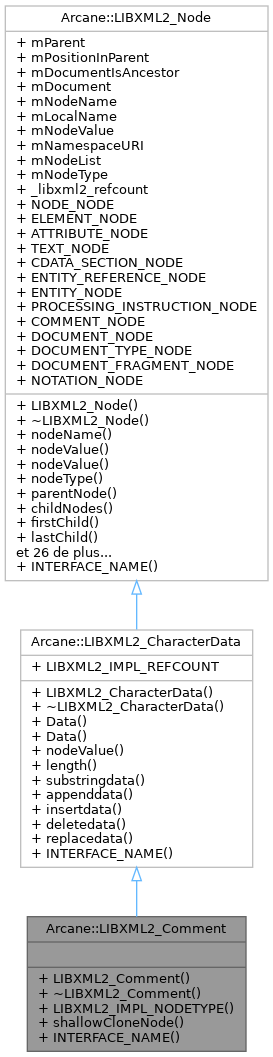 Arcane::LIBXML2_Node
+ mParent
+ mPositionInParent
+ mDocumentIsAncestor
+ mDocument
+ mNodeName
+ mLocalName
+ mNodeValue
+ mNamespaceURI
+ mNodeList
+ mNodeType
+ _libxml2_refcount
+ NODE_NODE
+ ELEMENT_NODE
+ ATTRIBUTE_NODE
+ TEXT_NODE
+ CDATA_SECTION_NODE
+ ENTITY_REFERENCE_NODE
+ ENTITY_NODE
+ PROCESSING_INSTRUCTION_NODE
+ COMMENT_NODE
+ DOCUMENT_NODE
+ DOCUMENT_TYPE_NODE
+ DOCUMENT_FRAGMENT_NODE
+ NOTATION_NODE
+ LIBXML2_Node()
+ ~LIBXML2_Node()
+ nodeName()
+ nodeValue()
+ nodeValue()
+ nodeType()
+ parentNode()
+ childNodes()
+ firstChild()
+ lastChild()
et 26 de plus...
+ INTERFACE_NAME()
Arcane::LIBXML2_CharacterData
+ LIBXML2_IMPL_REFCOUNT
+ LIBXML2_CharacterData()
+ ~LIBXML2_CharacterData()
+ Data()
+ Data()
+ nodeValue()
+ length()
+ substringdata()
+ appenddata()
+ insertdata()
+ deletedata()
+ replacedata()
+ INTERFACE_NAME()
Arcane::LIBXML2_Comment
+ LIBXML2_Comment()
+ ~LIBXML2_Comment()
+ LIBXML2_IMPL_NODETYPE()
+ shallowCloneNode()
+ INTERFACE_NAME()